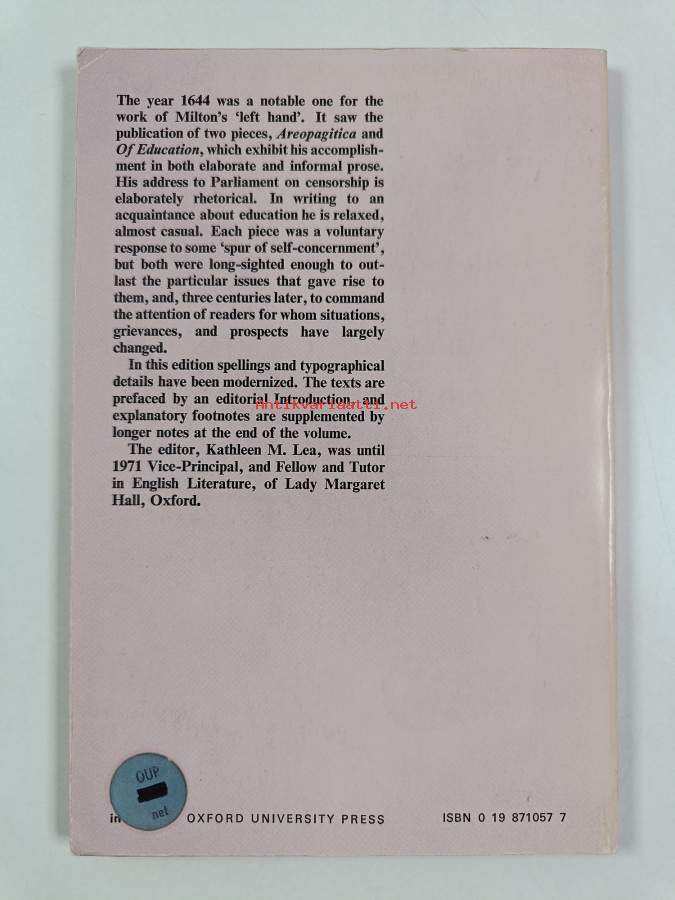 The year 1644 was a notable one for the
work of Milton's ‘left hand’. It saw the
publication of two pieces, Areopagitica and
Of Education, which exhibit his accomplish-
ment in both elaborate and informal prose.
His address to Parliament on censorship is
elaborately rhetorical. In writing to an
acquaintance about education he is relaxed,
almost casual. Each piece was a voluntary
response to some ‘spur of self-concernment’,
but both were long-sighted enough to out-
last the particular issues that gave rise to
them, and, three centuries later, to command
the attention of readers for whom situations,
grievances, and prospects have largely
changed.
In this edition spellings and typographical
details have been modernized. The texts are
prefaced by an editorial Introduction, and
Antikvariaatti.net
explanatory footnotes are supplemented by
longer notes at the end of the volume.
The editor, Kathleen M. Lea, was until
1971 Vice-Principal, and Fellow and Tutor
in English Literature, of Lady Margaret
Hall, Oxford.
OUP
net
OXFORD UNIVERSITY PRESS
ISBN 0 19 871057 7